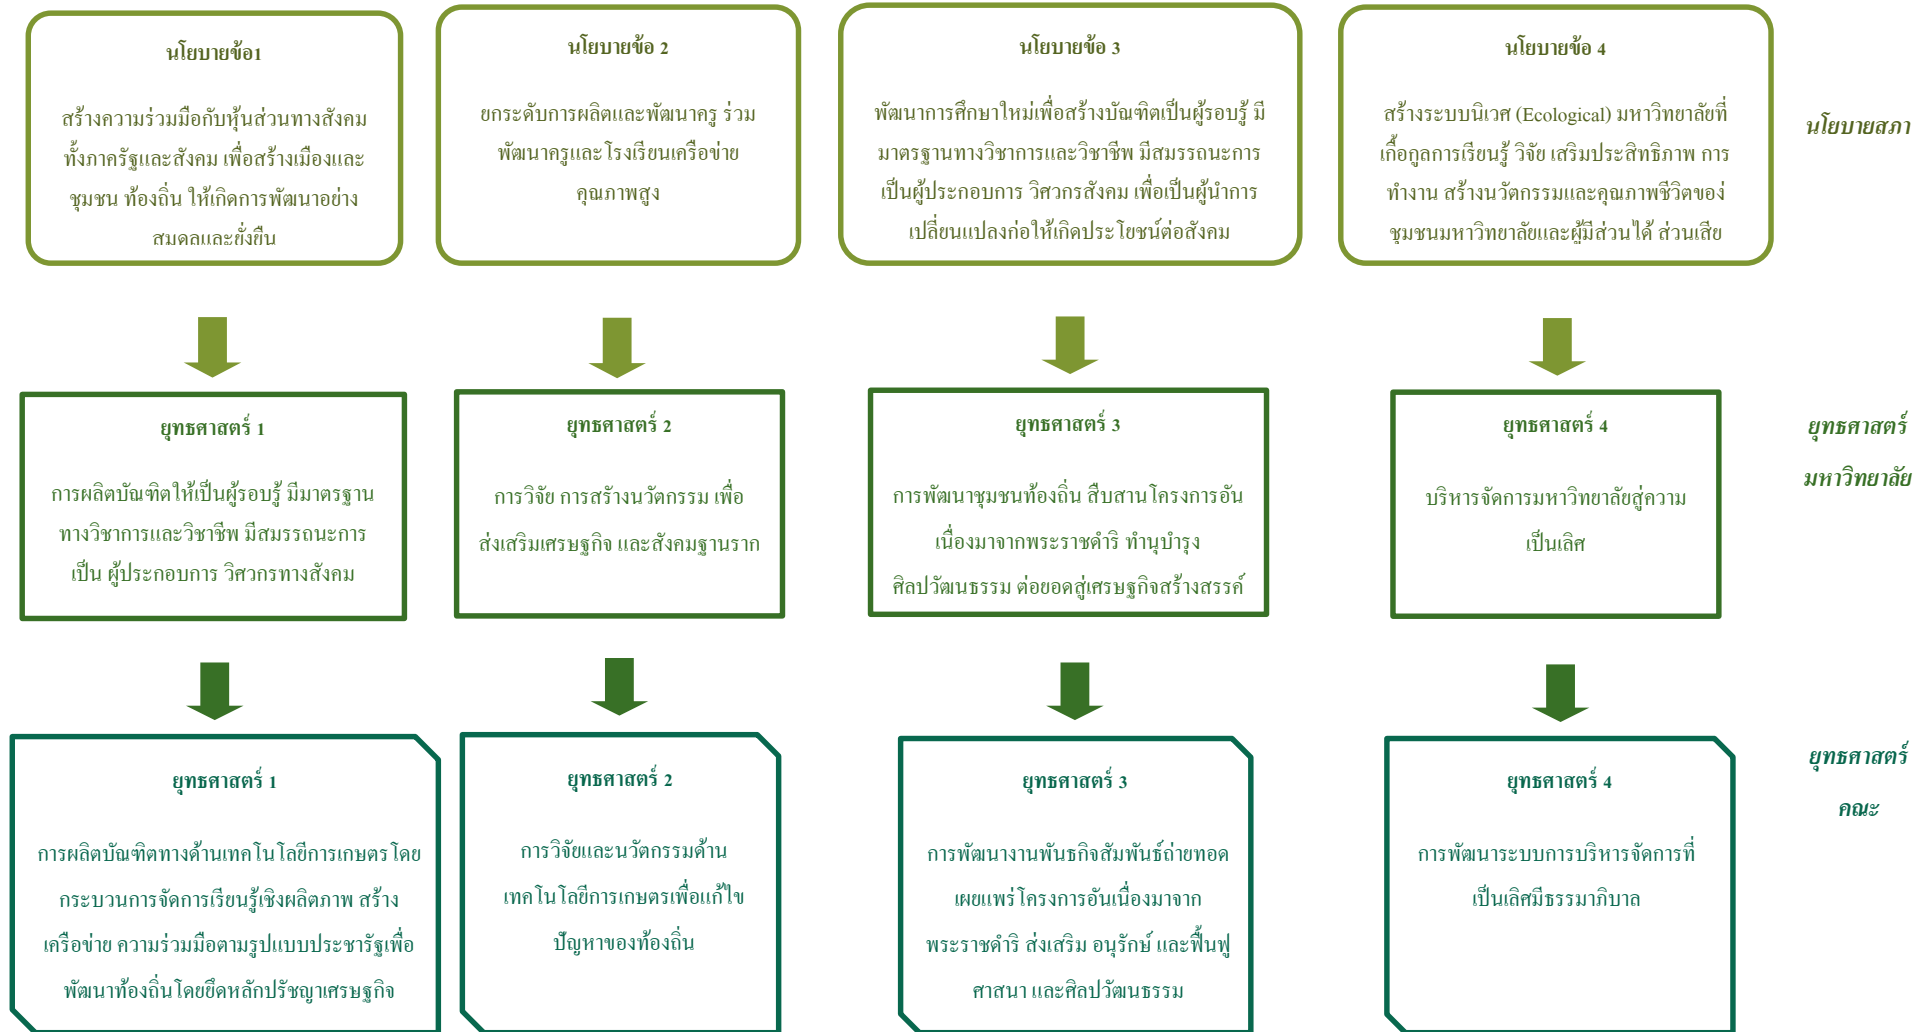 นโยบายข้อ1
สร้างความร่วมมือกับหุ้นส่วนทางสังคม
ทั้งภาครัฐและสังคม เพื่อสร้างเมืองและ
ชุมชน ท้องถิ่น ให้เกิดการพัฒนาอย่าง
สมดลและยั่งยืน
นโยบายข้อ 2
ยกระดับการผลิตและพัฒนาครู ร่วม
พัฒนาครูและโรงเรียนเครือข่าย
คุณภาพสูง
นโยบายข้อ 3
พัฒนาการศึกษาใหม่เพื่อสร้างบัณฑิตเป็นผู้รอบรู้ มี
มาตรฐานทางวิชาการและวิชาชีพ มีสมรรถนะการ
เป็นผู้ประกอบการ วิศวกรสังคม เพื่อเป็นผู้นำการ
เปลี่ยนแปลงก่อให้เกิดประโยชน์ต่อสังคม
นโยบายข้อ 4
สร้างระบบนิเวศ (Ecological) มหาวิทยาลัยที่
เกื้อกูลการเรียนรู้ วิจัย เสริมประสิทธิภาพ การ
ทำงาน สร้างนวัตกรรมและคุณภาพชีวิตของ่
ชุมชนมหาวิทยาลัยและผู้มีส่วนได้ ส่วนเสีย
นโยบายสภา
ยุทธศาสตร์ 1
การผลิตบัณฑิตให้เป็นผู้รอบรู้ มีมาตรฐาน
ทางวิชาการและวิชาชีพ มีสมรรถนะการ
เป็น ผู้ประกอบการ วิศวกรทางสังคม
ยุทธศาสตร์ 2
การวิจัย การสร้างนวัตกรรม เพื่อ
ส่งเสริมเศรษฐกิจ และสังคมฐานราก
ยุทธศาสตร์ 3
การพัฒนาชุมชนท้องถิ่น สืบสานโครงการอัน
เนื่องมาจากพระราชดำริ ทำนุบำรุง
ศิลปวัฒนธรรม ต่อยอดสู่เศรษฐกิจสร้างสรรค์
ยุทธศาสตร์ 4
บริหารจัดการมหาวิทยาลัยสู่ความ
เป็นเลิศ
ยุทธศาสตร์
มหาวิทยาลัย
ยุทธศาสตร์ 1
การผลิตบัณฑิตทางด้านเทคโนโลยีการเกษตรโดย
กระบวนการจัดการเรียนรู้เชิงผลิตภาพ สร้าง
เครือข่าย ความร่วมมือตามรูปแบบประชารัฐเพื่อ
พัฒนาท้องถิ่นโดยยึดหลักปรัชญาเศรษฐกิจ
ยุทธศาสตร์ 2
การวิจัยและนวัตกรรมด้าน
เทคโนโลยีการเกษตรเพื่อแก้ไข
ปัญหาของท้องถิ่น
ยุทธศาสตร์ 3
การพัฒนางานพันธกิจสัมพันธ์ถ่ายทอด
เผยแพร่โครงการอันเนื่องมาจาก
พระราชดำริ ส่งเสริม อนุรักษ์ และฟื้นฟู
ศาสนา และศิลปวัฒนธรรม
ยุทธศาสตร์ 4
การพัฒนาระบบการบริหารจัดการที่
เป็นเลิศมีธรรมาภิบาล
ยุทธศาสตร์
คณะ